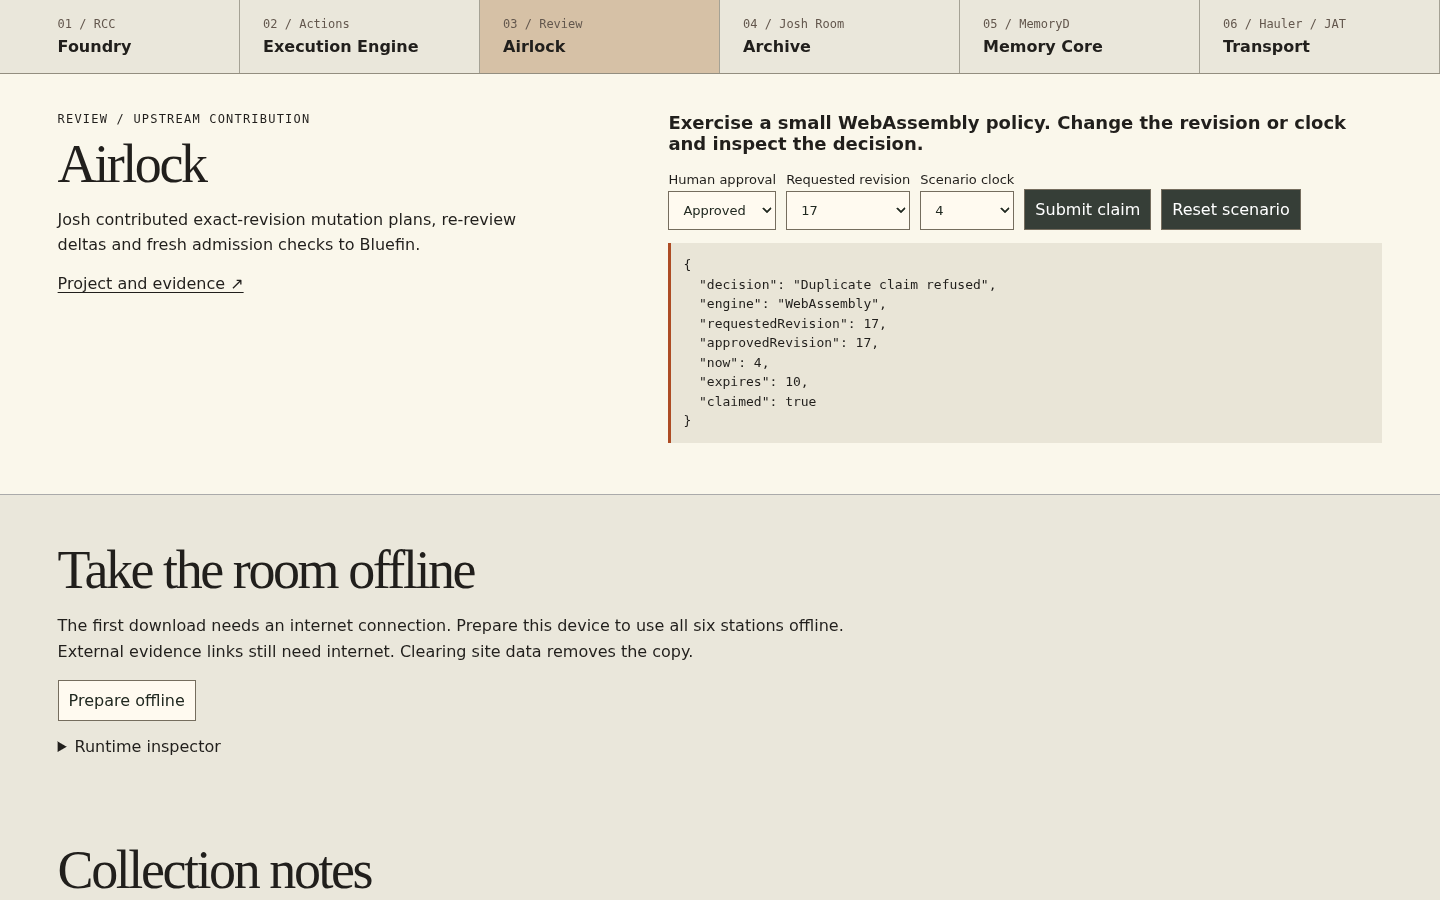 01 / RCC
Foundry
02 / Actions
Execution Engine
03 / Review
Airlock
04 / Josh Room
Archive
05 / MemoryD
Memory Core
06 / Hauler / JAT
Transport
REVIEW / UPSTREAM CONTRIBUTION
Airlock
Josh contributed exact-revision mutation plans, re-review
deltas and fresh admission checks to Bluefin.
Project and evidence ↗
Exercise a small WebAssembly policy. Change the revision or clock
and inspect the decision.
Human approval
Approved
Requested revision
17
Scenario clock
4
Submit claim
Reset scenario
{
  "decision": "Duplicate claim refused",
  "engine": "WebAssembly",
  "requestedRevision": 17,
  "approvedRevision": 17,
  "now": 4,
  "expires": 10,
  "claimed": true
}
Take the room offline
The first download needs an internet connection. Prepare this device to use all six stations offline.
External evidence links still need internet. Clearing site data removes the copy.
Prepare offline
▶ Runtime inspector
Collection notes